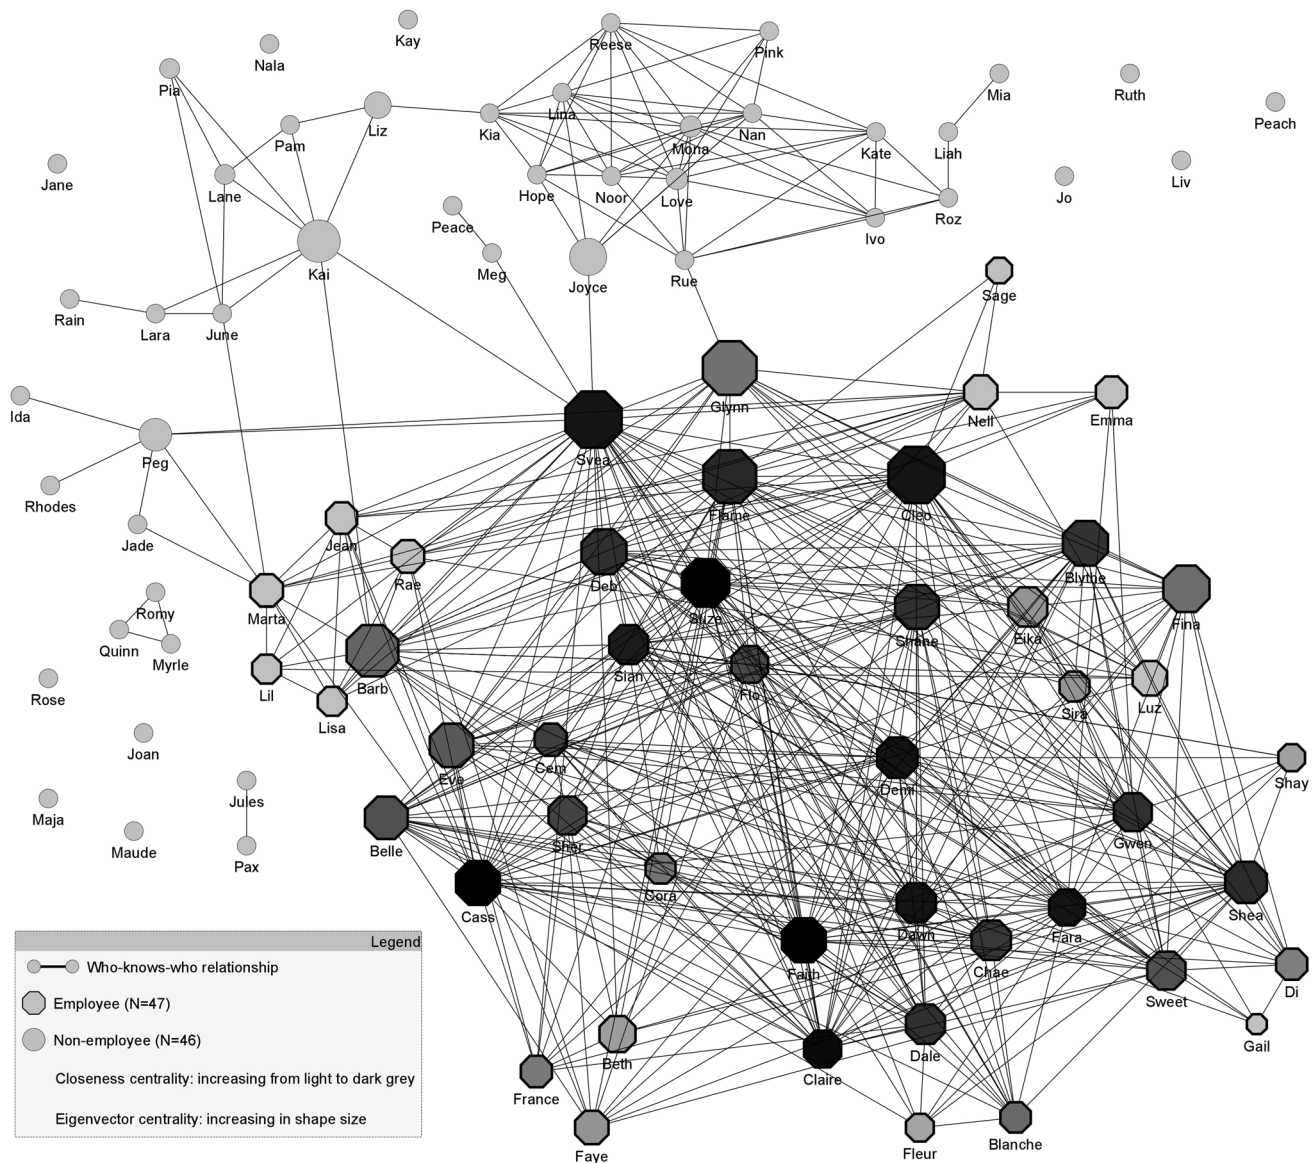 Kay
Nala
Reese
Pink
Pia
Mia
Ruth
Peach
Lina
Kia
Nan
Liz
Pam
Mona
Kate
Liah
Jane
Lane
Liv
Hope
Noor
Love
Jo
Roz
Peace
Ivo
Meg
Kai
Joyce
Rue
Sage
Rain
Lara
June
Ida
Glynn
Nell
Emma
Peg
Svea
Rhodes
Flame
Cleo
Jade
Jean
Rae
Deb
Blythe
Romy
Marta
Suze
Shane
Eika
Fina
Quinn
Myrle
Sian
Flo
Rose
Lil
Barb
Lisa
Sira
Luz
Joan
Eve
Gem
Demi
Shay
Jules
Maja
Maude
Pax
Belle
Sher
Gwen
Cora
Cass
Dawn
Fara
Shea
Faith
Chae
Sweet
Di
Legend
Who-knows-who relationship
Employee (N=47)
Non-employee (N=46)
Closeness centrality: increasing from light to dark grey
Eigenvector centrality: increasing in shape size
Beth
Claire
Dale
Gail
France
Faye
Fleur
Blanche